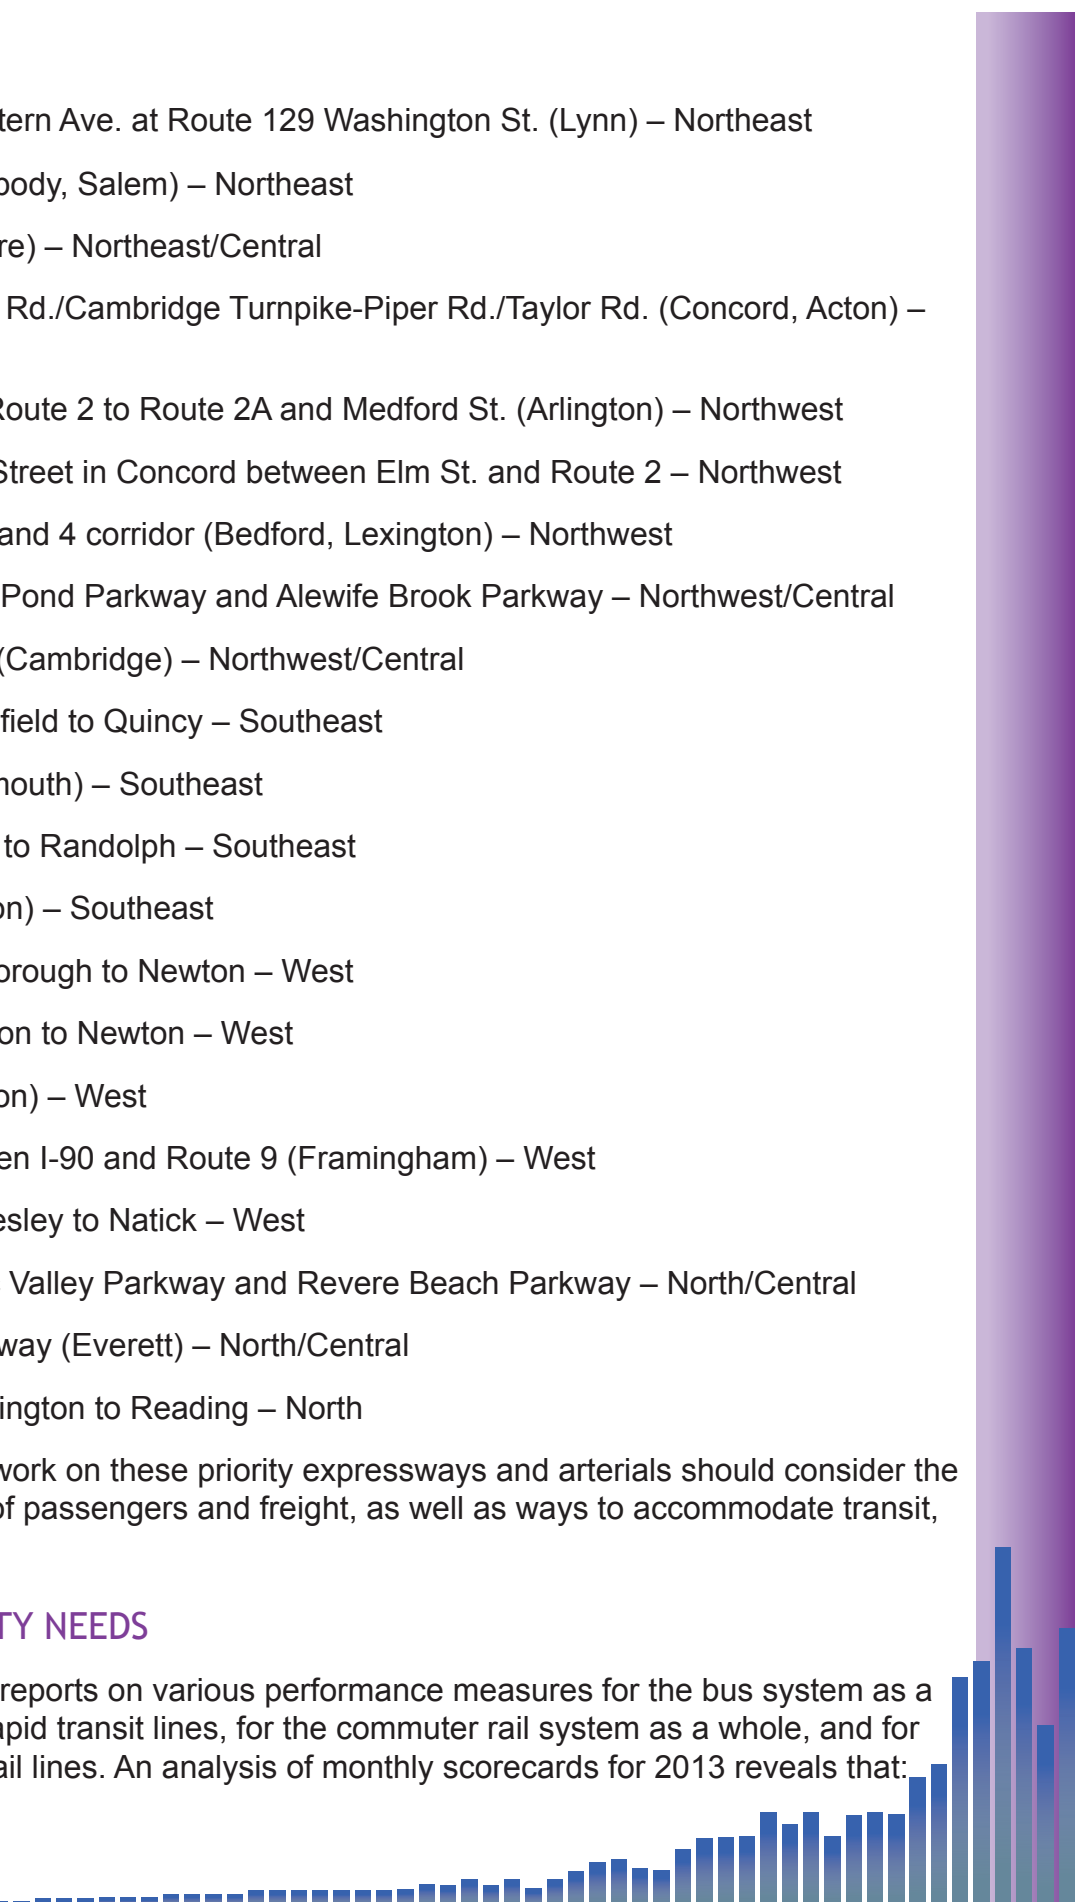 tern Ave. at Route 129 Washington St. (Lynn) – Northeast
body, Salem) – Northeast
re) – Northeast/Central
Rd./Cambridge Turnpike-Piper Rd./Taylor Rd. (Concord, Acton) –
Route 2 to Route 2A and Medford St. (Arlington) – Northwest
Street in Concord between Elm St. and Route 2 – Northwest
and 4 corridor (Bedford, Lexington) – Northwest
Pond Parkway and Alewife Brook Parkway – Northwest/Central
(Cambridge) – Northwest/Central
field to Quincy – Southeast
mouth) – Southeast
to Randolph – Southeast
on) – Southeast
orough to Newton – West
on to Newton – West
on) – West
en I-90 and Route 9 (Framingham) – West
esley to Natick – West
Valley Parkway and Revere Beach Parkway – North/Central
way (Everett) – North/Central
ington to Reading – North
work on these priority expressways and arterials should consider the
of passengers and freight, as well as ways to accommodate transit,
TY NEEDS
reports on various performance measures for the bus system as a
apid transit lines, for the commuter rail system as a whole, and for
ail lines. An analysis of monthly scorecards for 2013 reveals that: